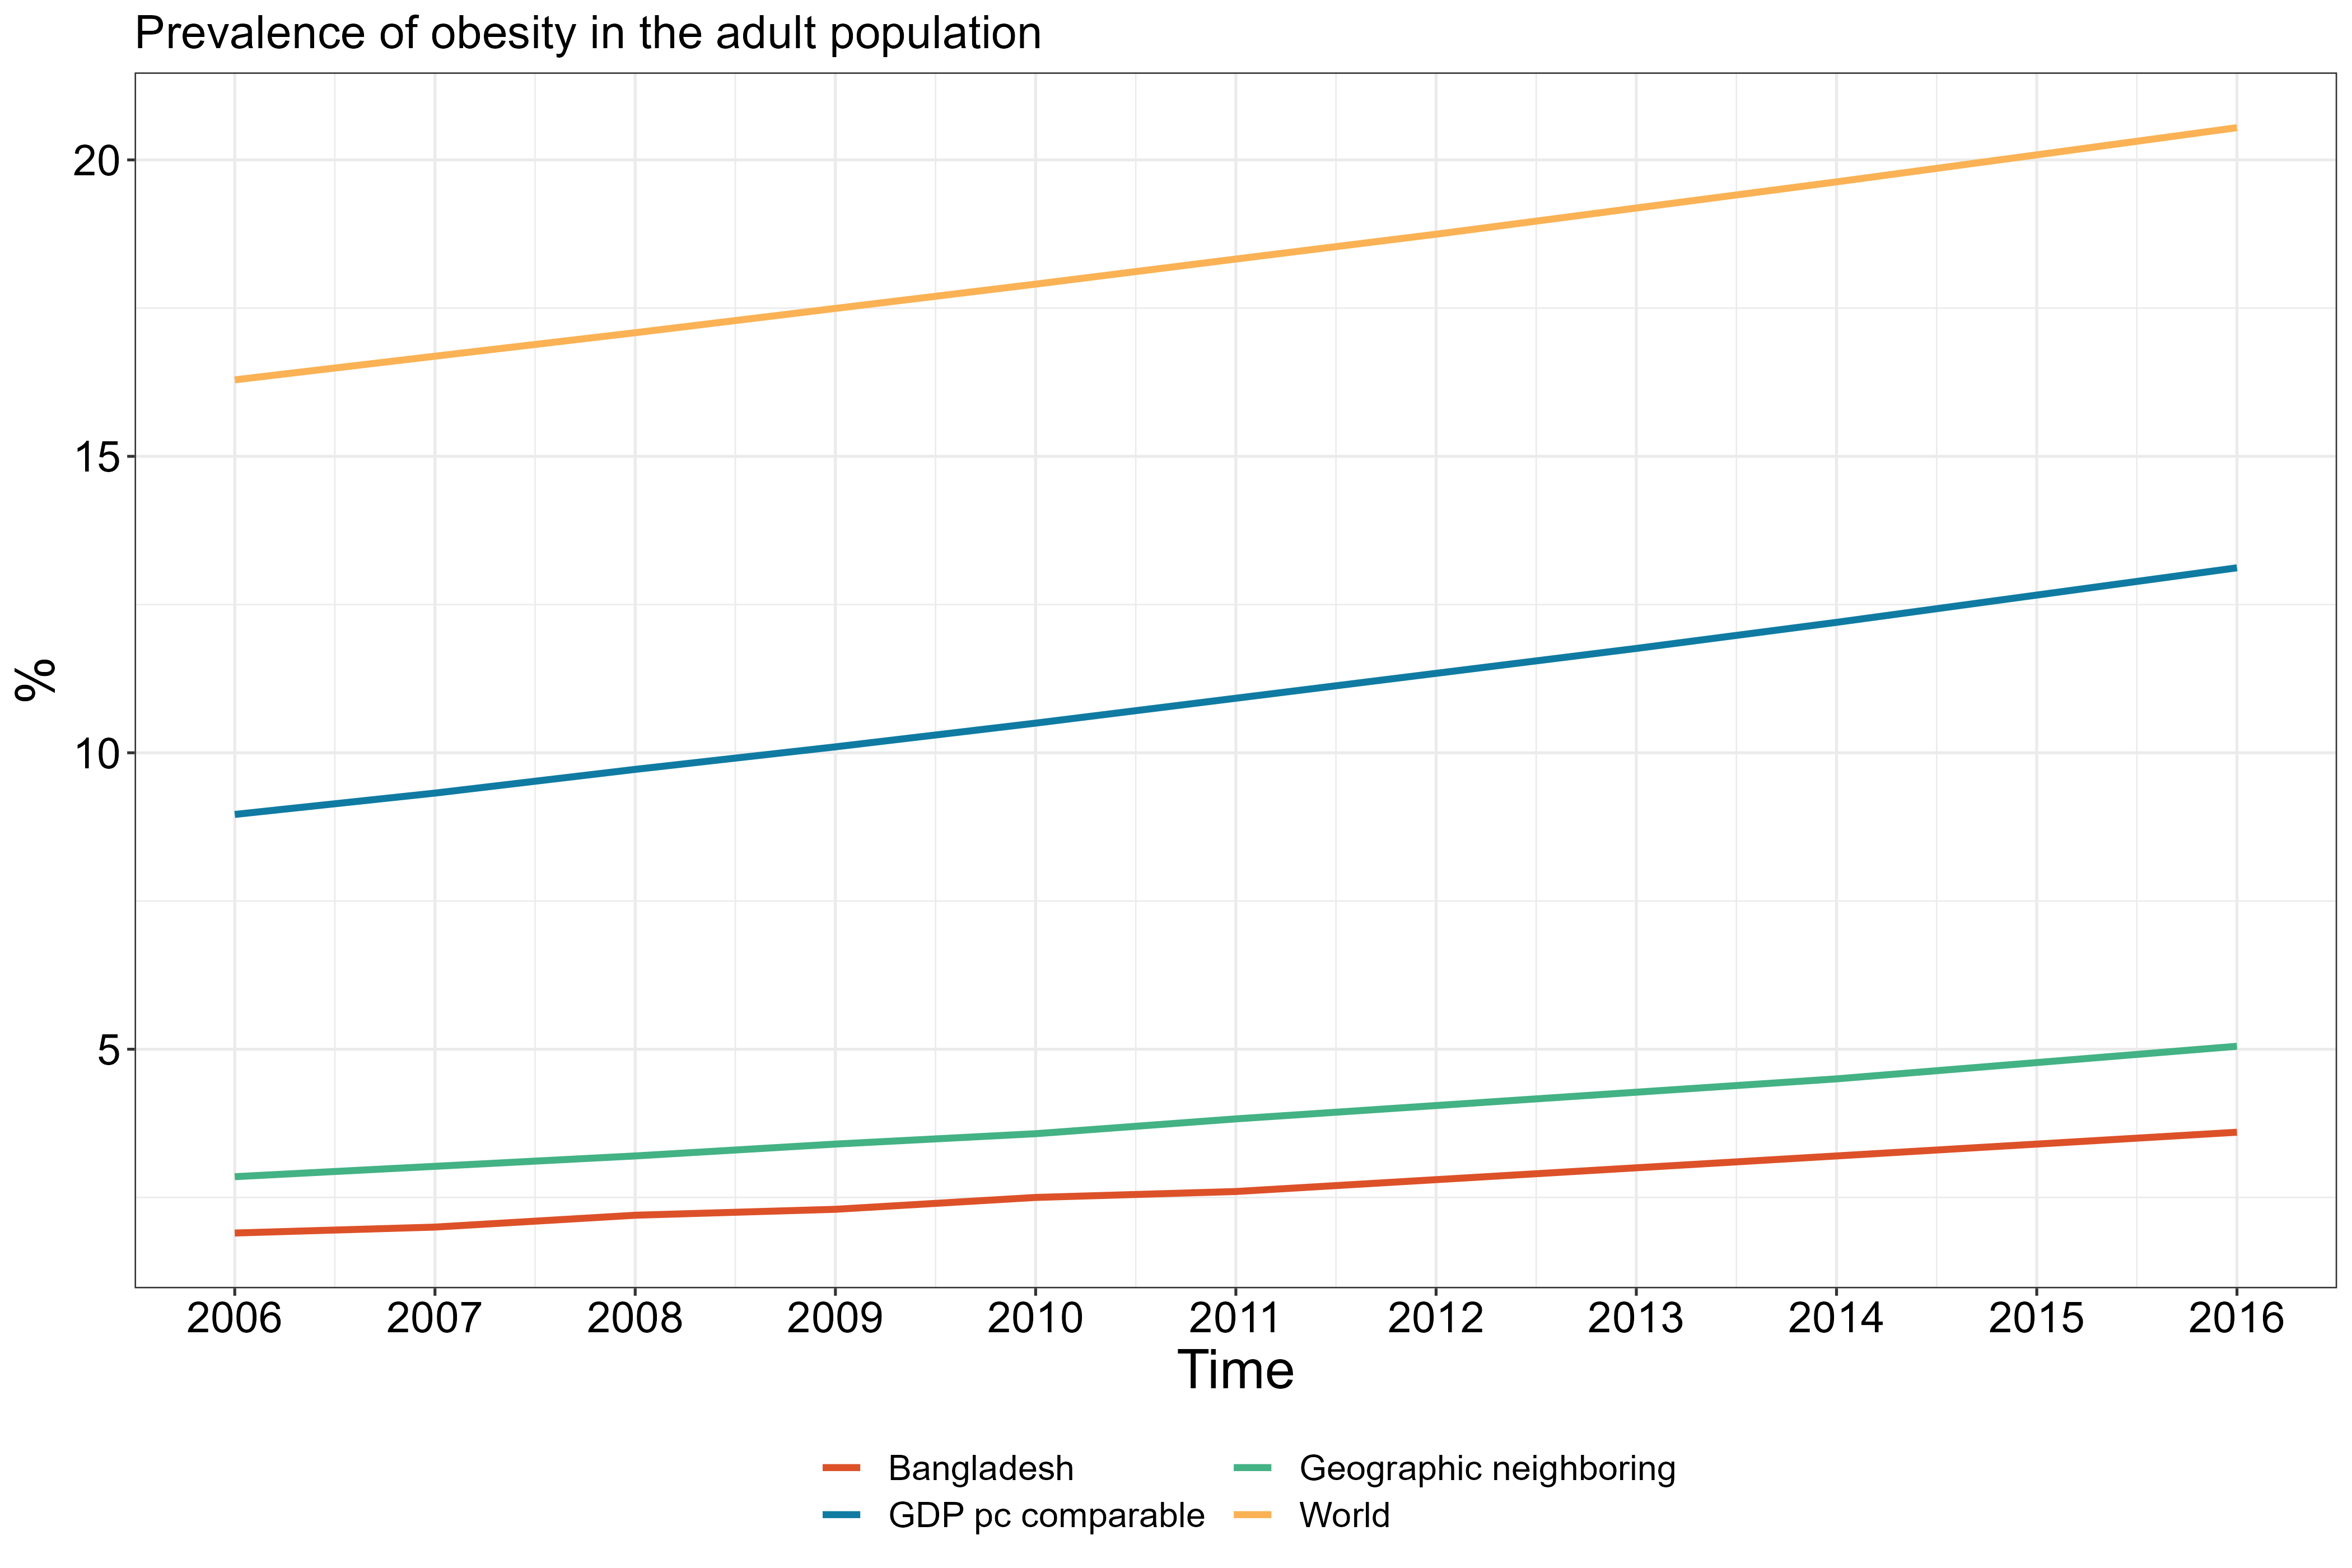 Prevalence of obesity in the adult population
20
15
10
5
%
2006 2007 2008 2009 2010 2011 2012 2013 2014 2015 2016
Time
Bangladesh Geographic neighboring
GDP pc comparable World